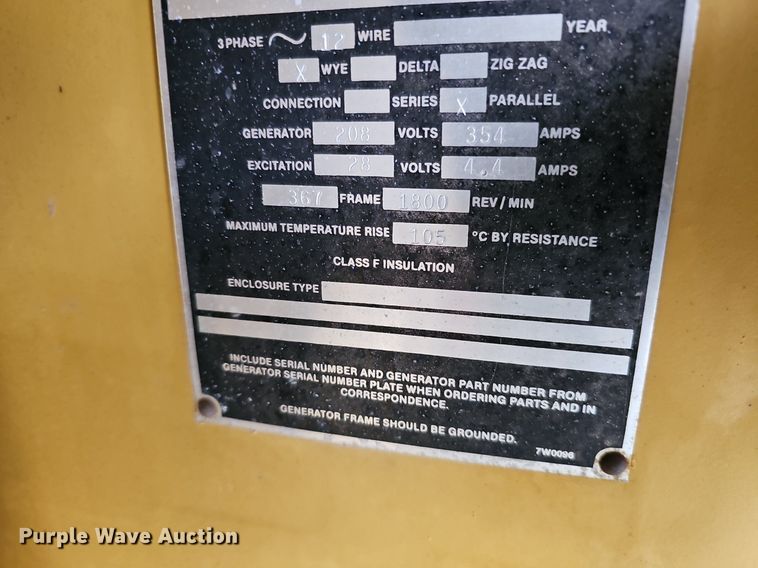 3 PHASE ~ 12 WIRE YEAR
X WYE DELTA ZIG ZAG
CONNECTION SERIES X PARALLEL
GENERATOR 208 VOLTS 354 AMPS
EXCITATION 28 VOLTS 4.4 AMPS
367 FRAME 1800 REV / MIN
MAXIMUM TEMPERATURE RISE 105 °C BY RESISTANCE
CLASS F INSULATION
ENCLOSURE TYPE
INCLUDE SERIAL NUMBER AND GENERATOR PART NUMBER FROM
GENERATOR SERIAL NUMBER PLATE WHEN ORDERING PARTS AND IN
CORRESPONDENCE.
GENERATOR FRAME SHOULD BE GROUNDED.
7W0096
Purple Wave Auction